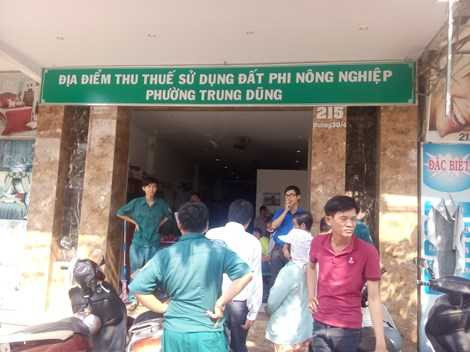 ĐỊA ĐIỂM THU THUẾ SỬ DỤNG ĐẤT PHI NÔNG NGHIỆP
PHƯỜNG TRUNG DŨNG
215
ĐẶC BIỆT